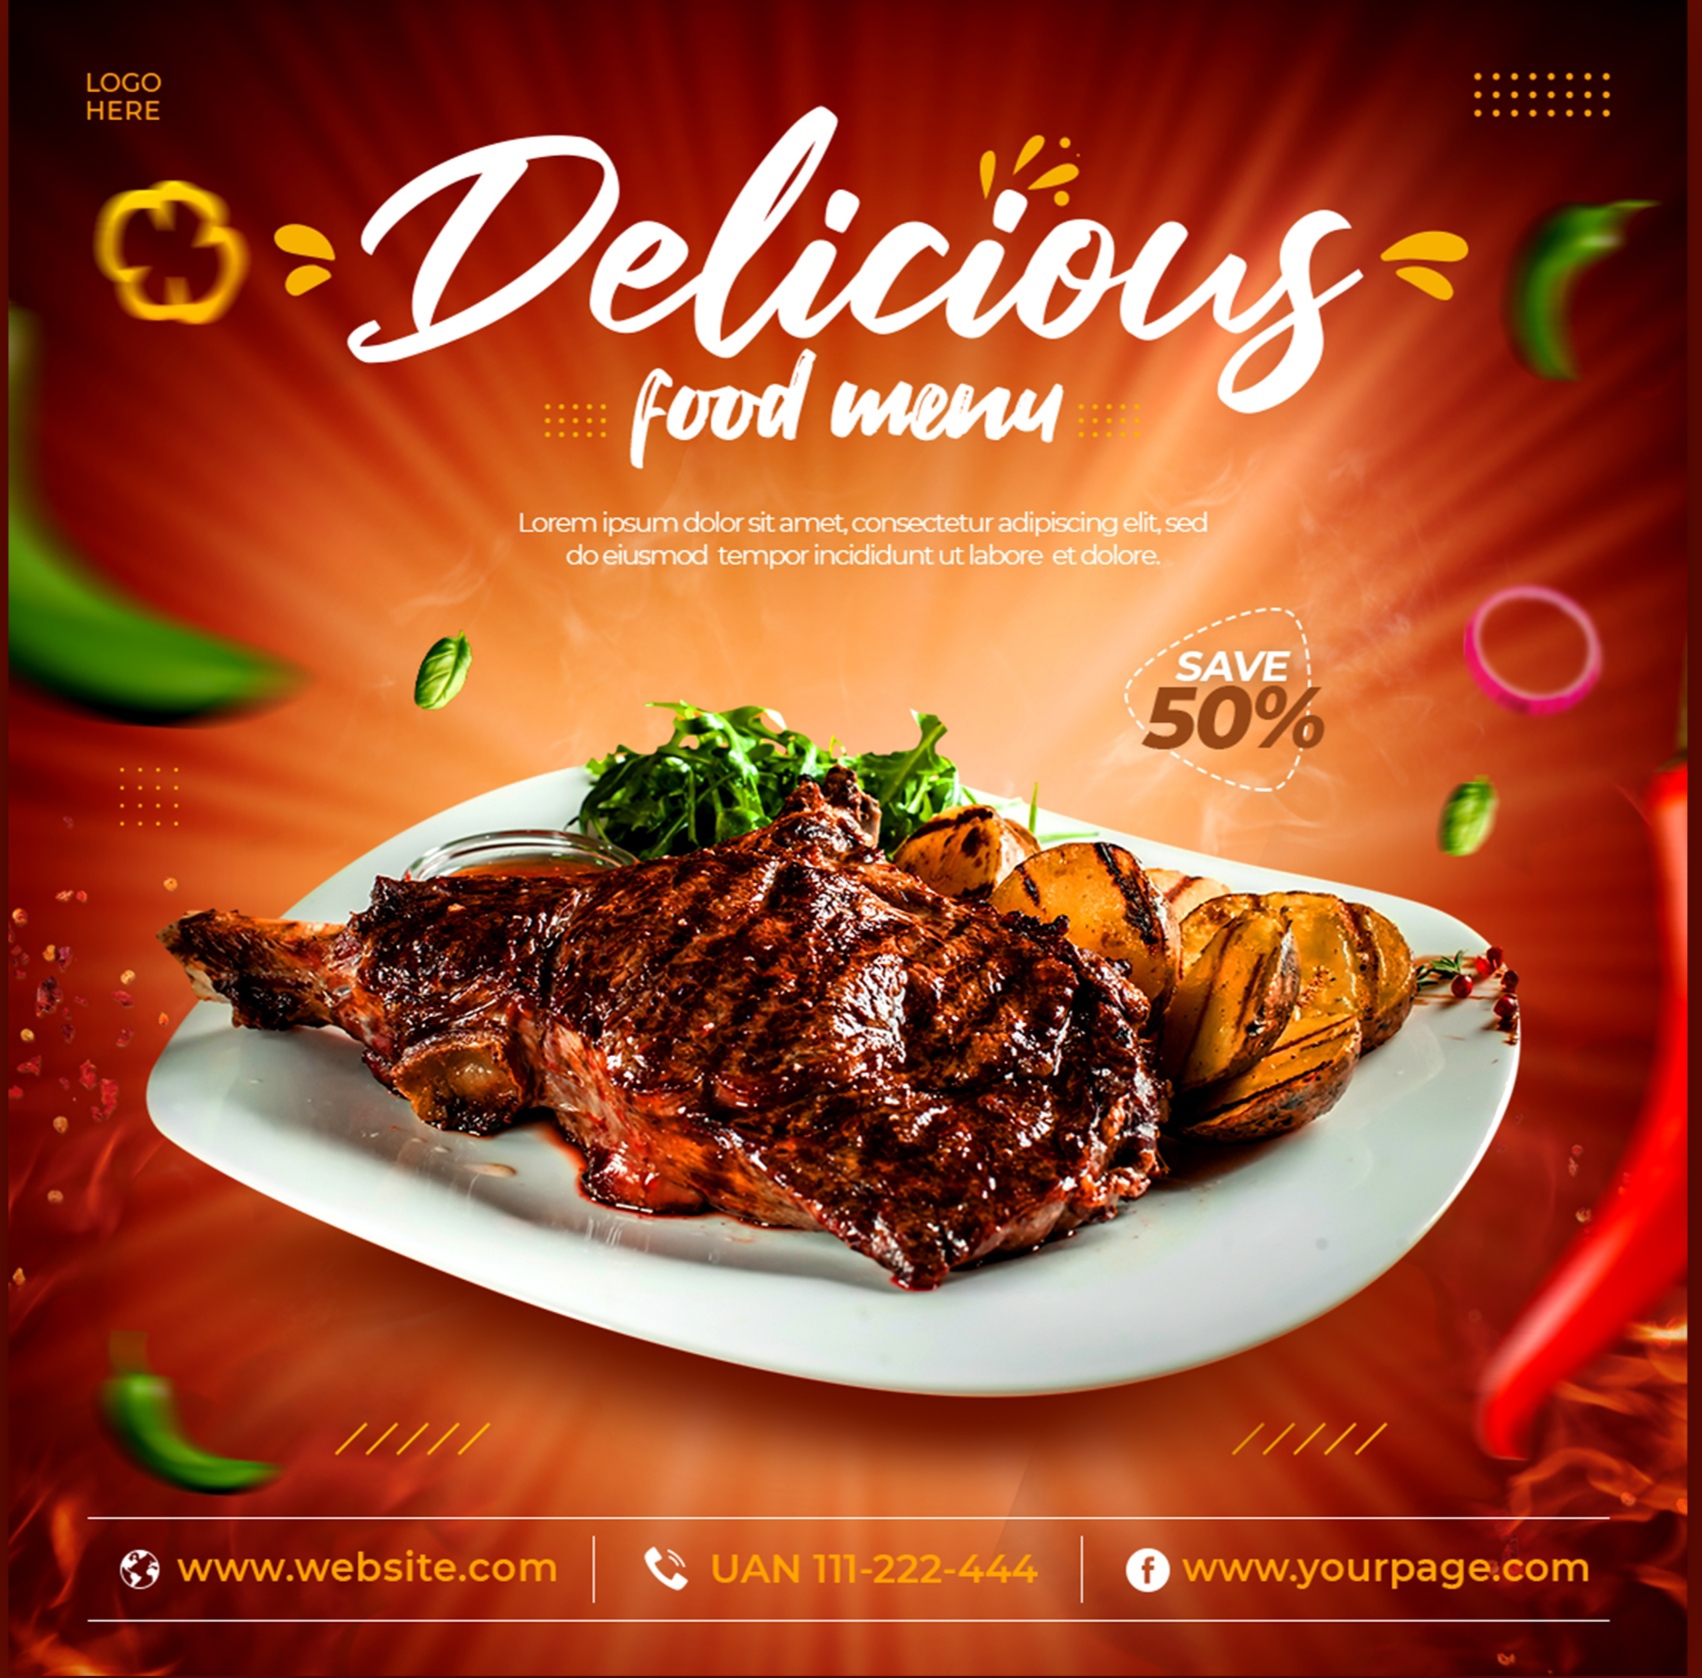 LOGO
HERE
Delicious
food menu
Lorem ipsum dolor sit amet, consectetur adipiscing elit, sed
do eiusmod tempor incididunt ut labore et dolore.
SAVE
50%
www.website.com
UAN 111-222-444
f www.yourpage.com